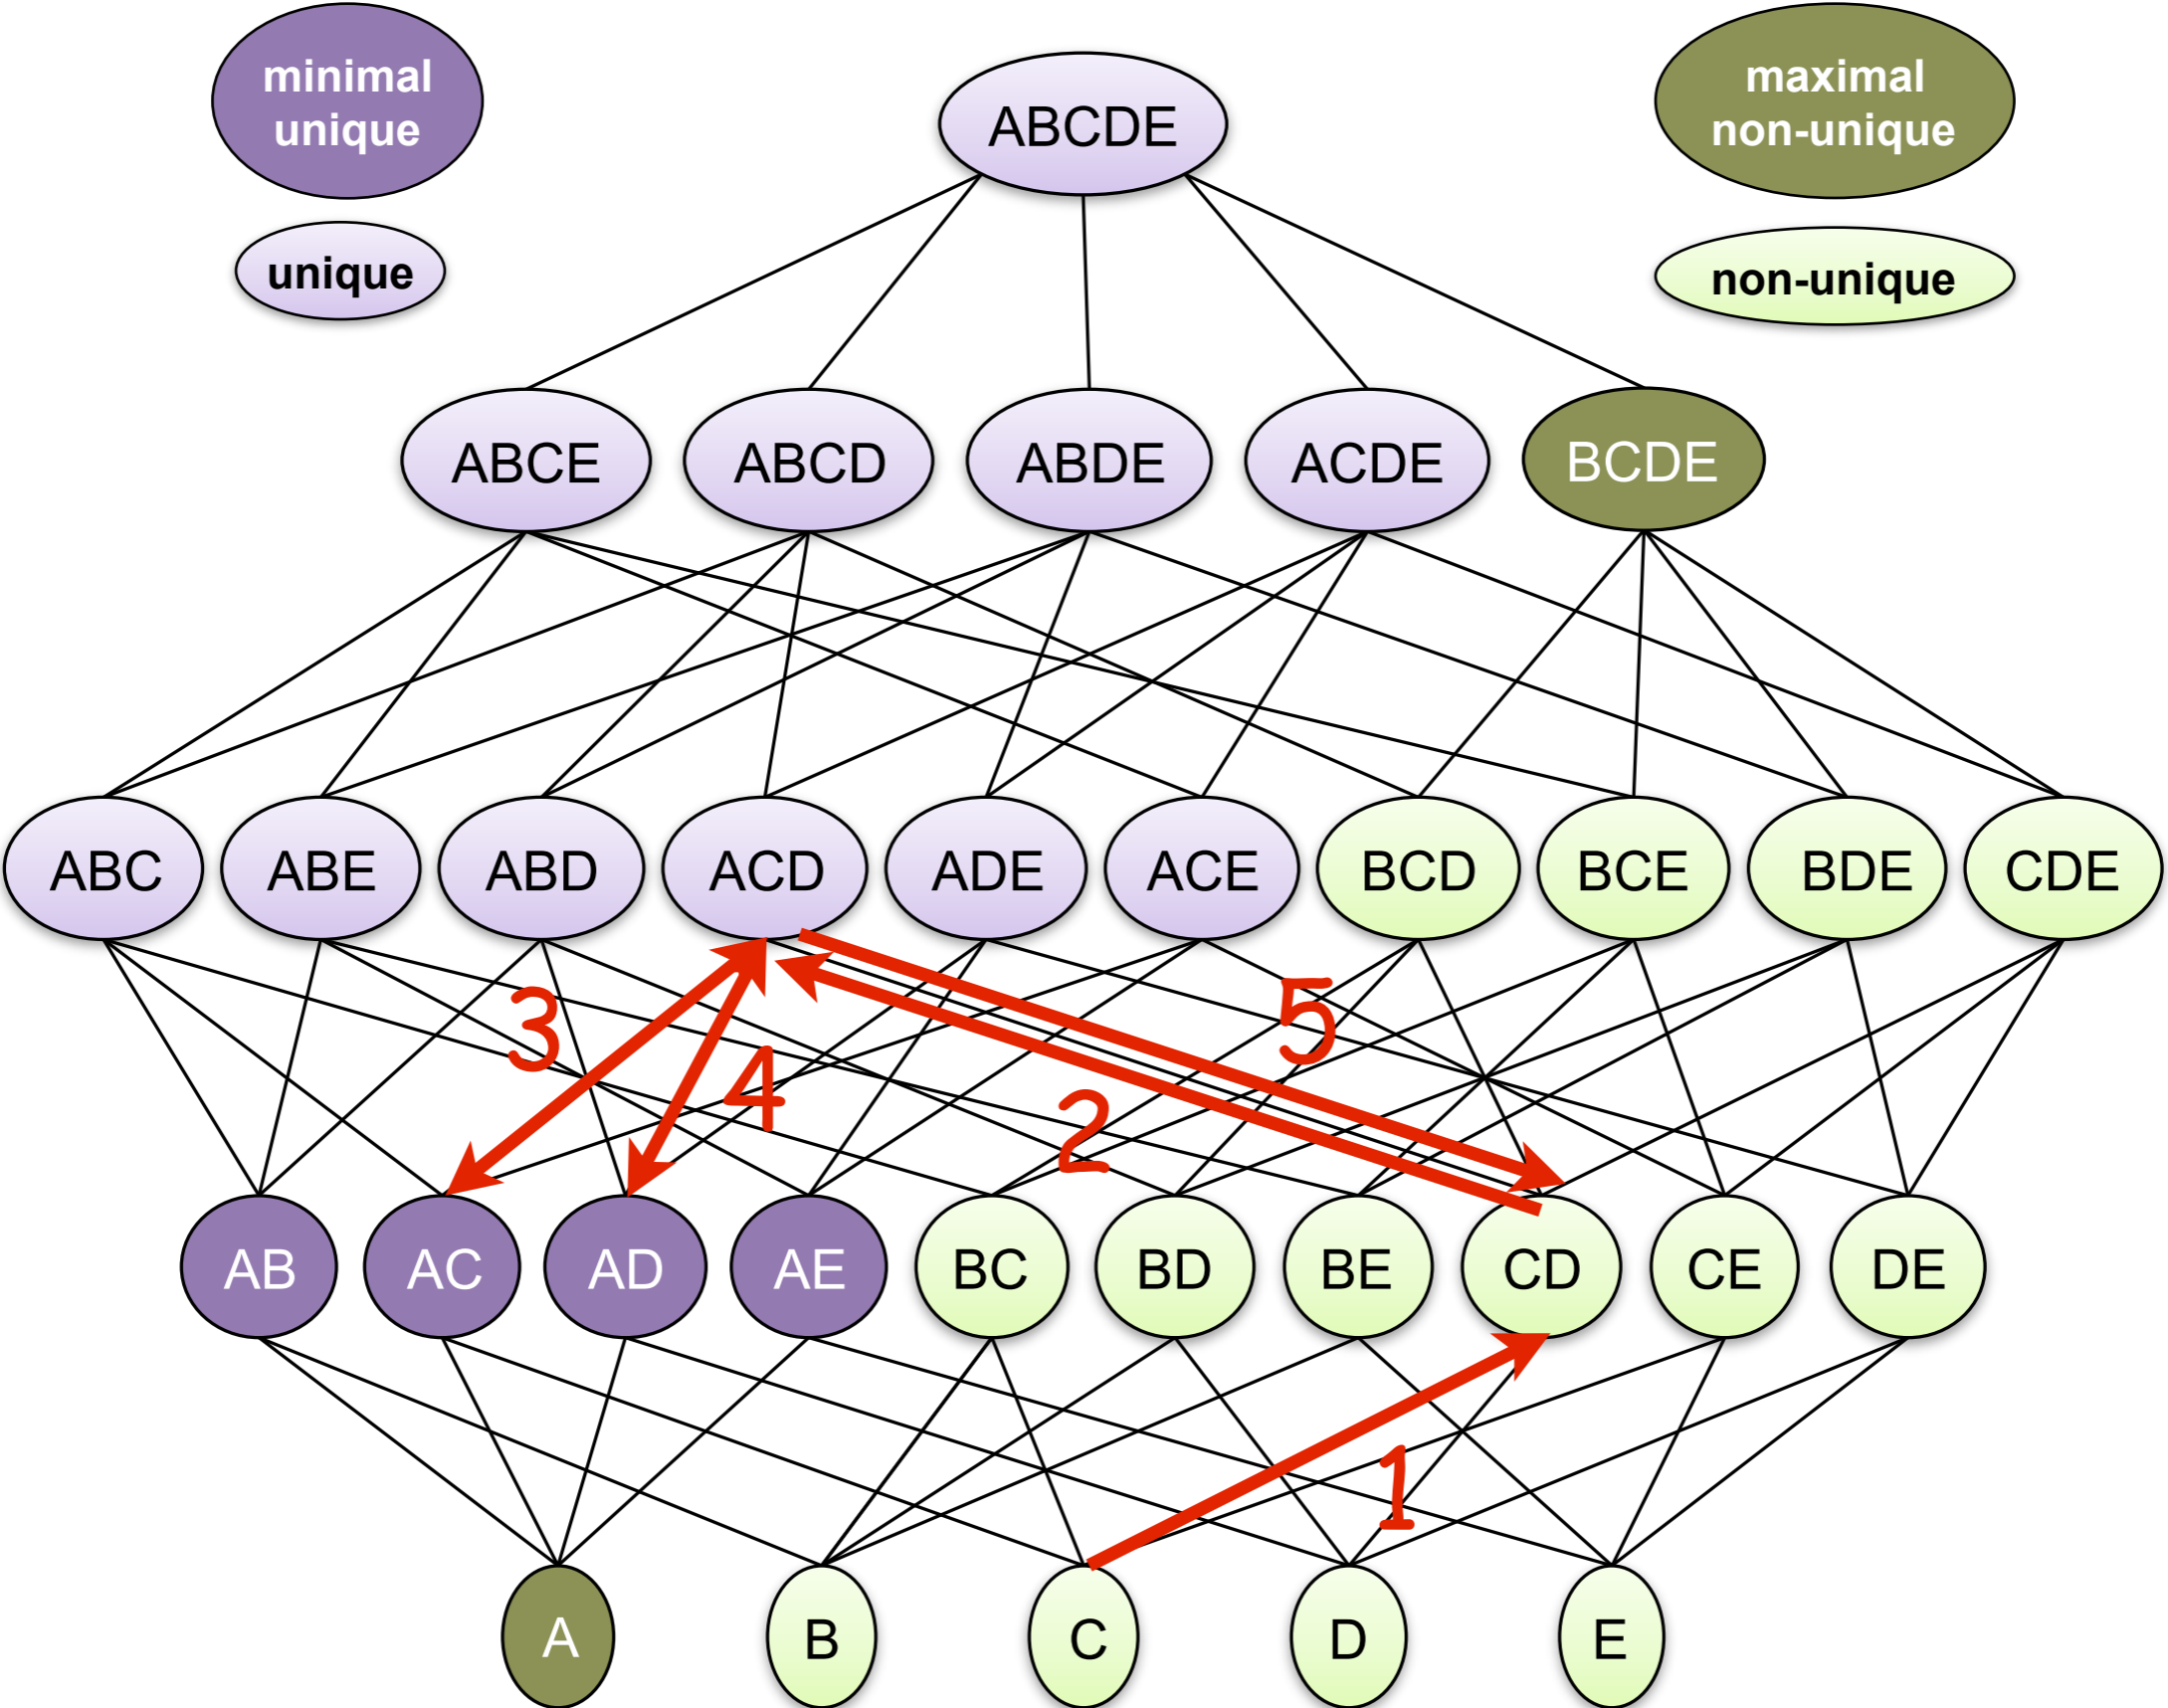 minimal
unique
unique
maximal
non-unique
non-unique
ABCDE
ABCE ABCD ABDE ACDE BCDE
ABC ABE ABD ACD ADE ACE BCD BCE BDE CDE
3 4 2 5
AB AC AD AE BC BD BE CD CE DE
1
A B C D E